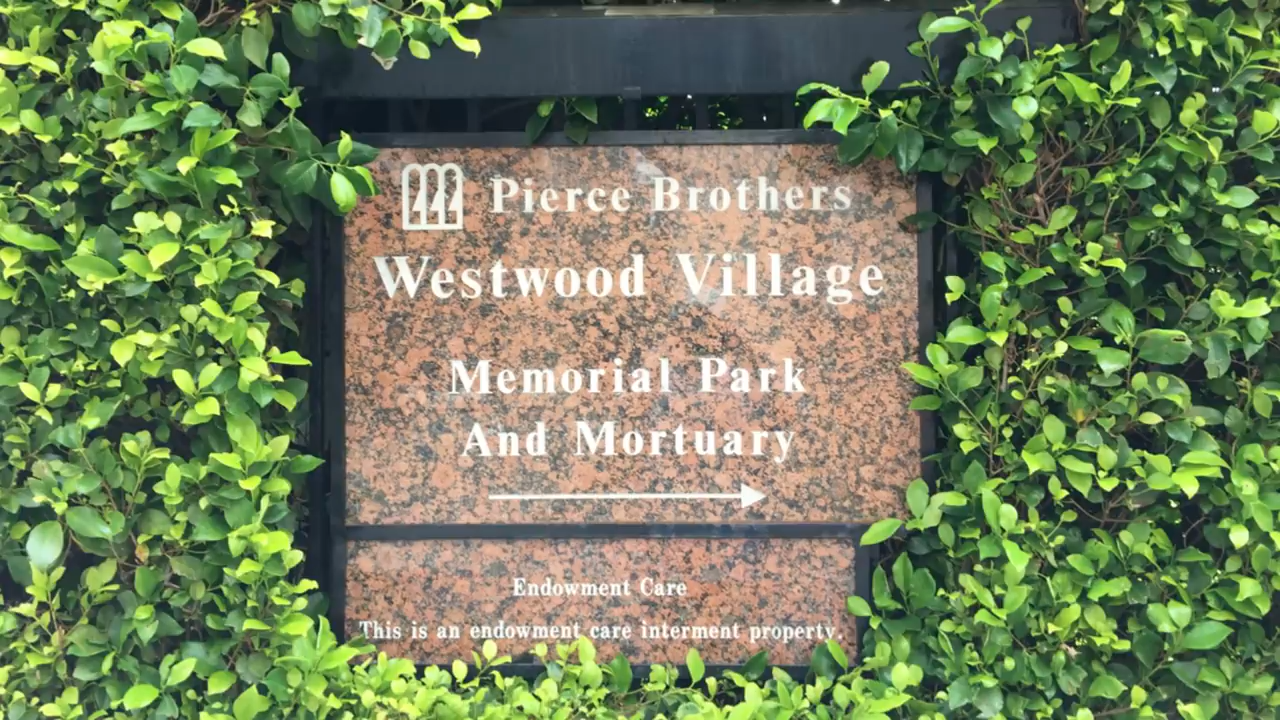 Pierce Brothers
Westwood Village
Memorial Park
And Mortuary
Endowment Care
This is an endowment care interment property.